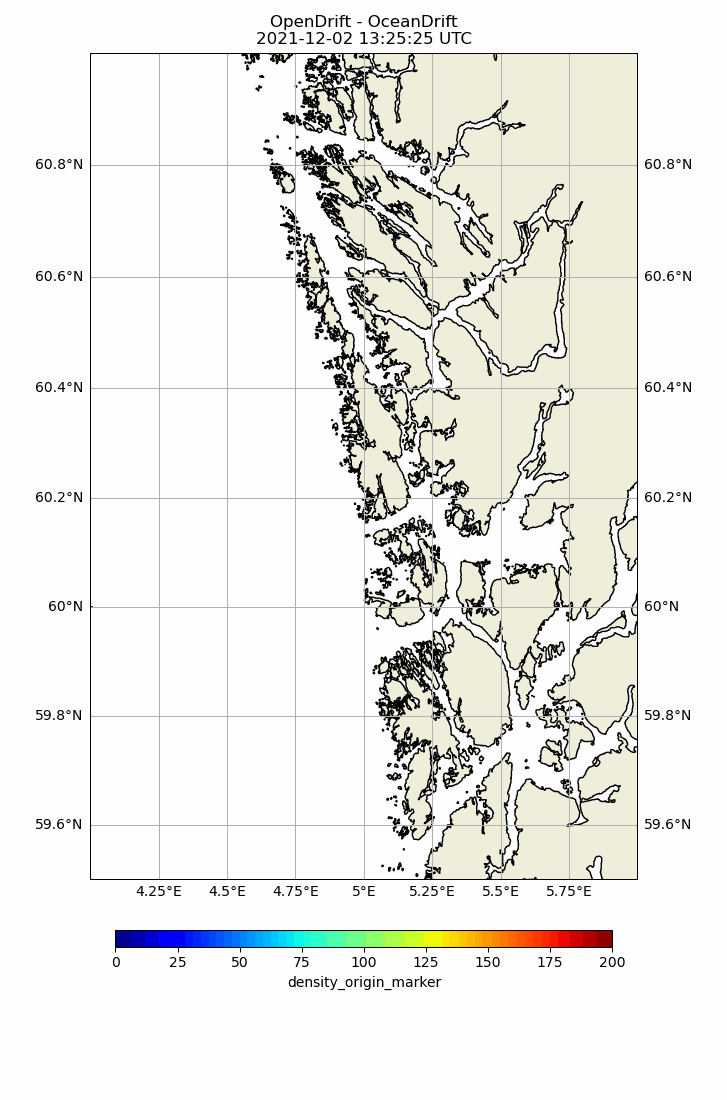 OpenDrift - OceanDrift
2021-12-02 13:25:25 UTC
60.8°N 60.8°N
60.6°N 60.6°N
60.4°N 60.4°N
60.2°N 60.2°N
60°N 60°N
59.8°N 59.8°N
59.6°N 59.6°N
4.25°E 4.5°E 4.75°E 5°E 5.25°E 5.5°E 5.75°E
0 25 50 75 100 125 150 175 200
density_origin_marker